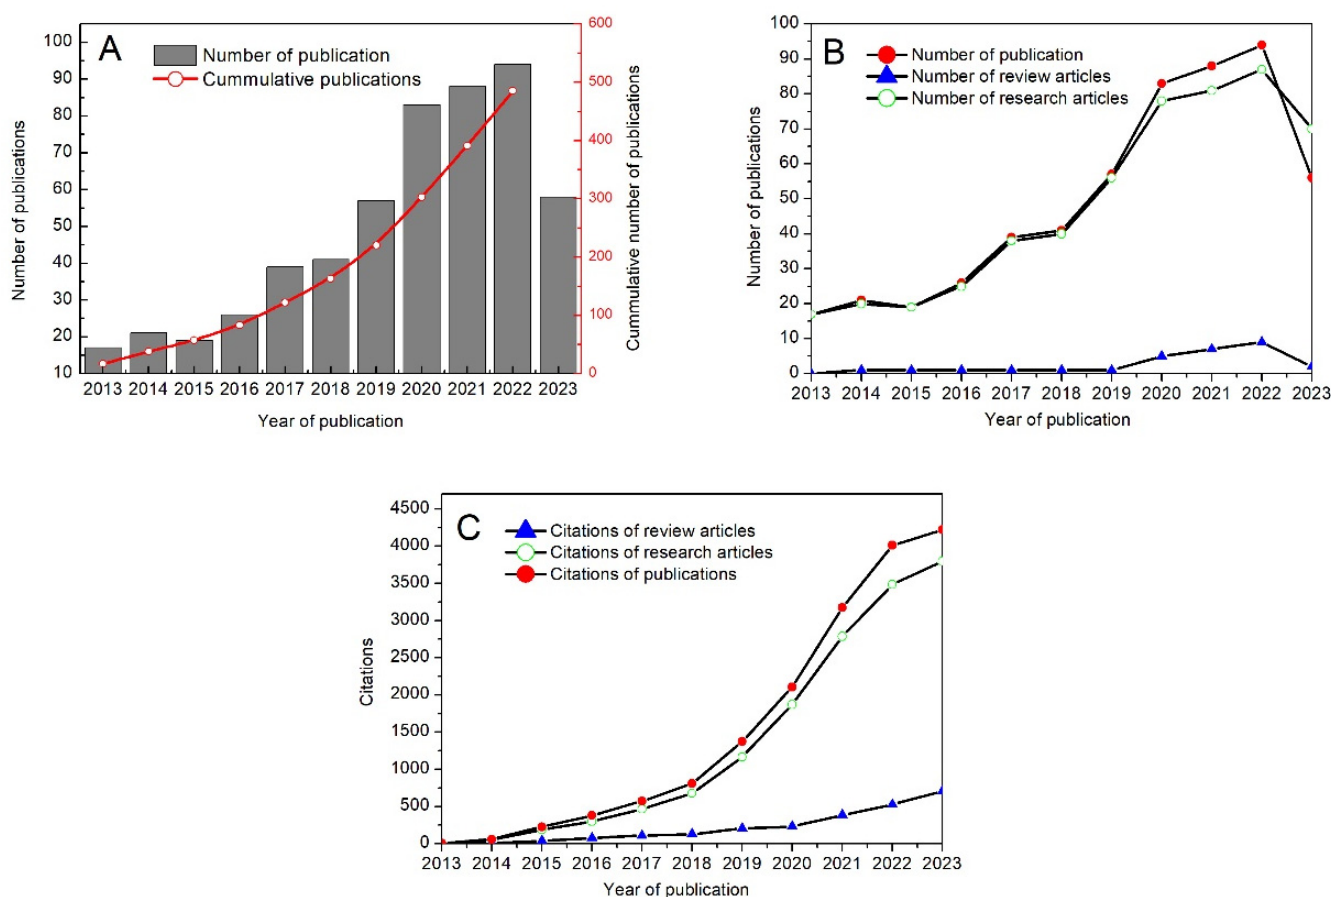 A
Number of publication
Cummulative publications
100
90
80
70
60
50
40
30
20
10
600
500
400
300
200
100
0
Number of publications
Cummulative number of publications
2013 2014 2015 2016 2017 2018 2019 2020 2021 2022 2023
Year of publication
B
Number of publication
Number of review articles
Number of research articles
100
90
80
70
60
50
40
30
20
10
0
Number of publications
2013 2014 2015 2016 2017 2018 2019 2020 2021 2022 2023
Year of publication
C
Citations of review articles
Citations of research articles
Citations of publications
4500
4000
3500
3000
2500
2000
1500
1000
500
0
Citations
2013 2014 2015 2016 2017 2018 2019 2020 2021 2022 2023
Year of publication